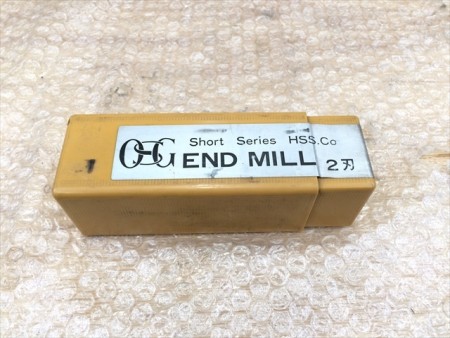 OSG Short Series HSS.Co
END MILL 2刃